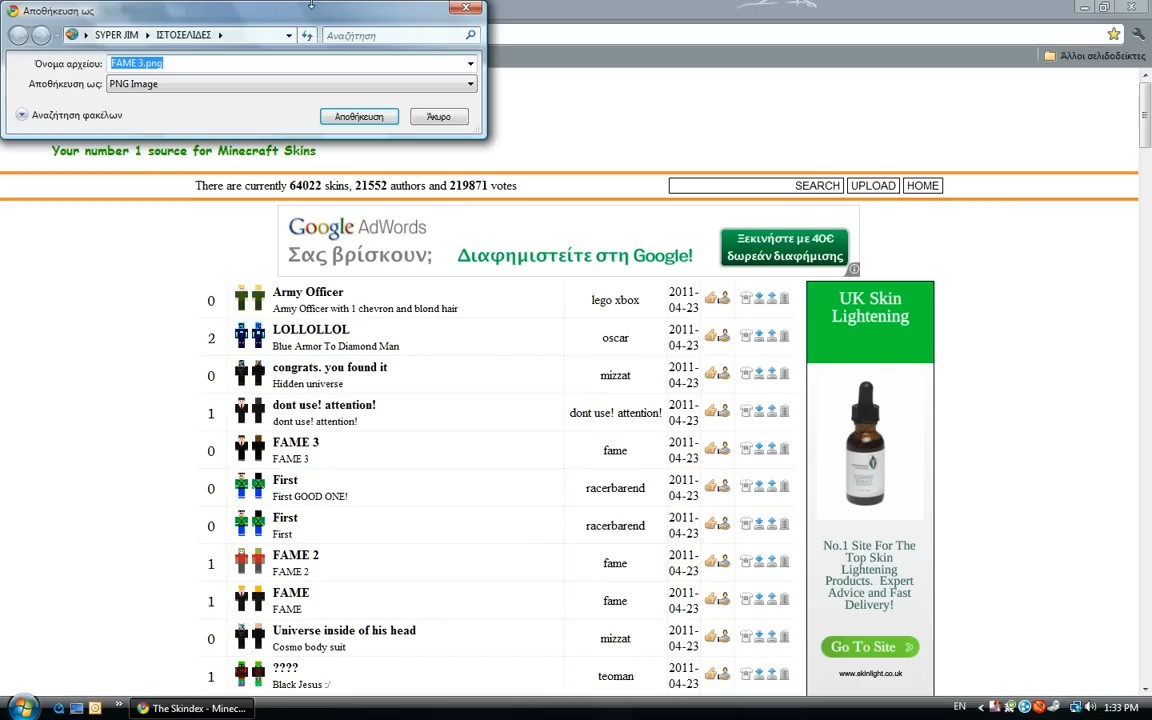 Αποθήκευση ως
SYPER JIM ▸ ΙΣΤΟΣΕΛΙΔΕΣ ▸
Αναζήτηση
Όνομα αρχείου: FAME 3.png
Αποθήκευση ως: PNG Image
Αναζήτηση φακέλων
Αποθήκευση
Άκυρο
Άλλοι σελιδοδείκτες
Your number 1 source for Minecraft Skins
There are currently 64022 skins, 21552 authors and 219871 votes
SEARCH UPLOAD HOME
Google AdWords
Σας βρίσκουν;
Διαφημιστείτε στη Google!
Ξεκινήστε με 40€
δωρεάν διαφήμισης
0 Army Officer lego xbox 2011-04-23
Army Officer with 1 chevron and blond hair
2 LOLLOLLOL oscar 2011-04-23
Blue Armor To Diamond Man
0 congrats. you found it mizzat 2011-04-23
Hidden universe
1 dont use! attention! dont use! attention! 2011-04-23
dont use! attention!
0 FAME 3 fame 2011-04-23
FAME 3
0 First racerbarend 2011-04-23
First GOOD ONE!
0 First racerbarend 2011-04-23
First
1 FAME 2 fame 2011-04-23
FAME 2
1 FAME fame 2011-04-23
FAME
0 Universe inside of his head mizzat 2011-04-23
Cosmo body suit
1 ???? teoman 2011-04-23
Black Jesus :/
UK Skin
Lightening
No.1 Site For The
Top Skin
Lightening
Products. Expert
Advice and Fast
Delivery!
Go To Site
www.skinlight.co.uk
The Skindex - Minec...
EN
1:33 PM